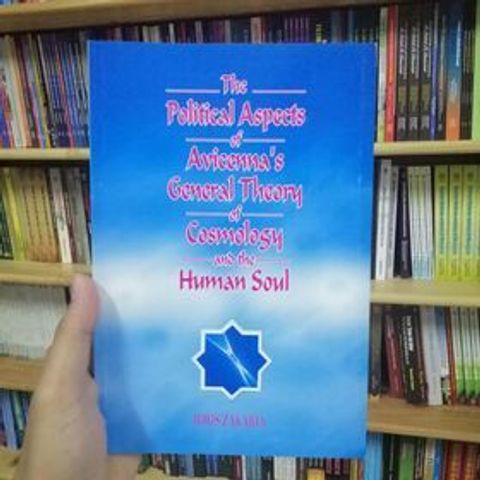 The
Political Aspects
of
Avicenna's
General Theory
of
Cosmology
and the
Human Soul
IDRIS ZAKARIA